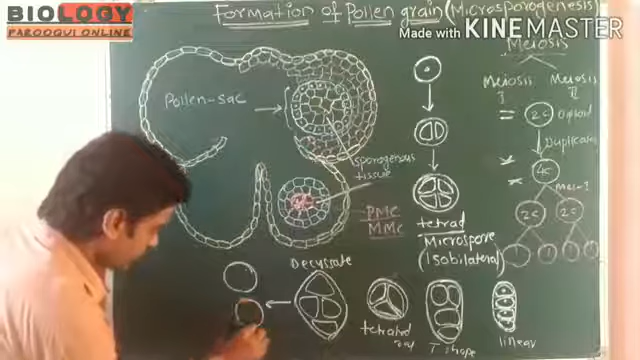 BIOLOGY
FAROOQUI ONLINE
Formation of Pollen grain (Microsporogenesis)
Made with KINEMASTER
Meiosis
Meiosis I
Meiosis II
Pollen-sac
= 2C Diploid
Duplication
sporogenous
tissue
4C
Mei-I
PMC
MMC
2C 2C
tetrad
Microspore
(Isobilateral)
Decussate
T shape
linear